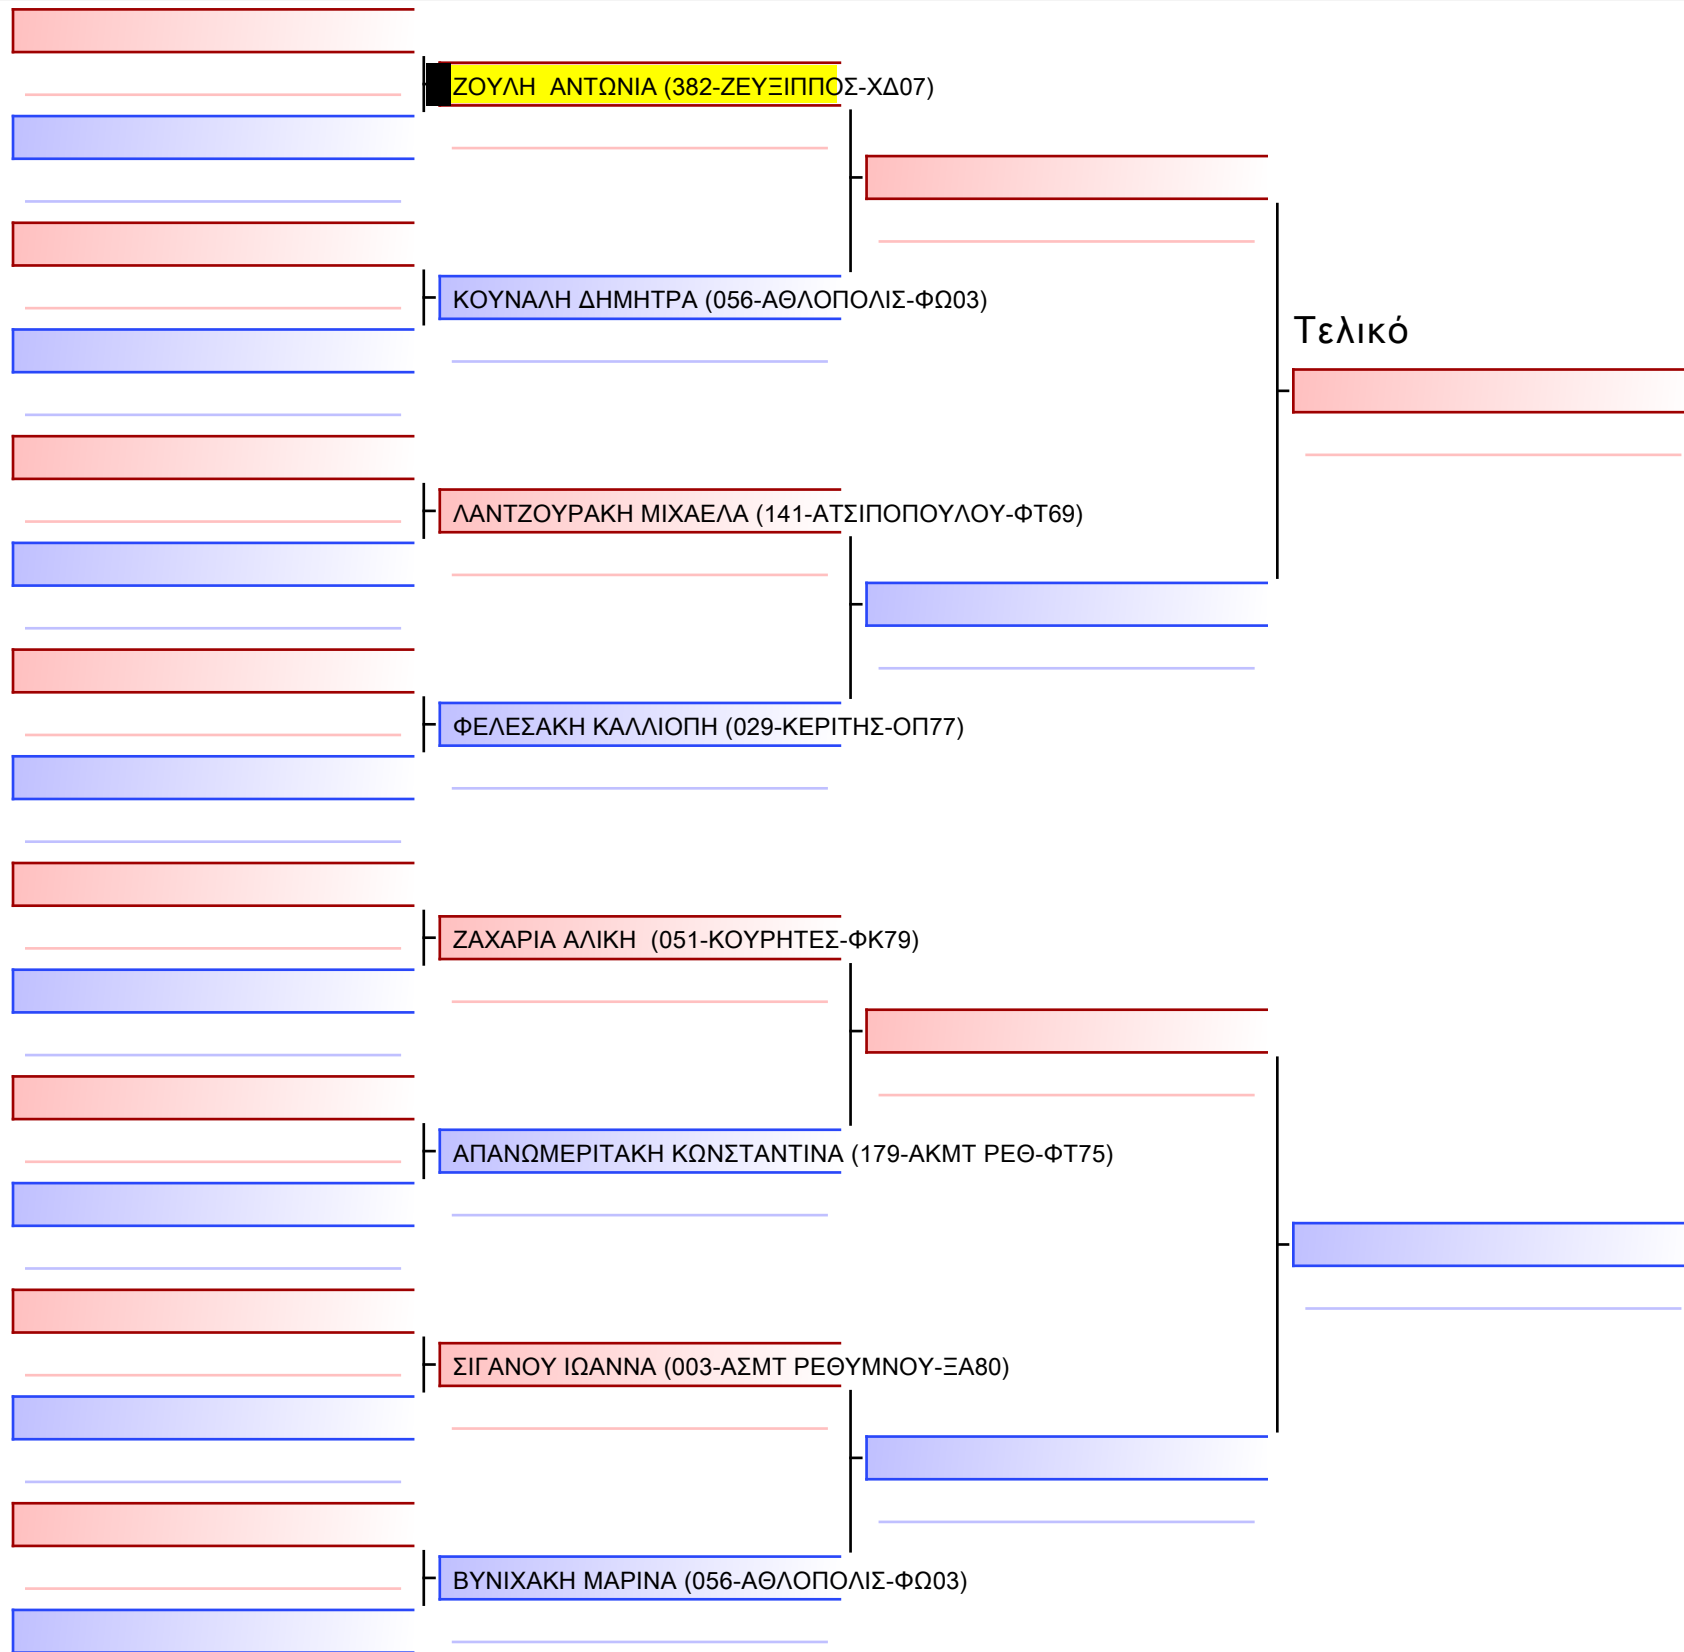 ΖΟΥΛΗ  ΑΝΤΩΝΙΑ (382-ΖΕΥΞΙΠΠΟΣ-ΧΔ07)
ΚΟΥΝΑΛΗ ΔΗΜΗΤΡΑ (056-ΑΘΛΟΠΟΛΙΣ-ΦΩ03)
Τελικό
ΛΑΝΤΖΟΥΡΑΚΗ ΜΙΧΑΕΛΑ (141-ΑΤΣΙΠΟΠΟΥΛΟΥ-ΦΤ69)
ΦΕΛΕΣΑΚΗ ΚΑΛΛΙΟΠΗ (029-ΚΕΡΙΤΗΣ-ΟΠ77)
ΖΑΧΑΡΙΑ ΑΛΙΚΗ  (051-ΚΟΥΡΗΤΕΣ-ΦΚ79)
ΑΠΑΝΩΜΕΡΙΤΑΚΗ ΚΩΝΣΤΑΝΤΙΝΑ (179-ΑΚΜΤ ΡΕΘ-ΦΤ75)
ΣΙΓΑΝΟΥ ΙΩΑΝΝΑ (003-ΑΣΜΤ ΡΕΘΥΜΝΟΥ-ΞΑ80)
ΒΥΝΙΧΑΚΗ ΜΑΡΙΝΑ (056-ΑΘΛΟΠΟΛΙΣ-ΦΩ03)